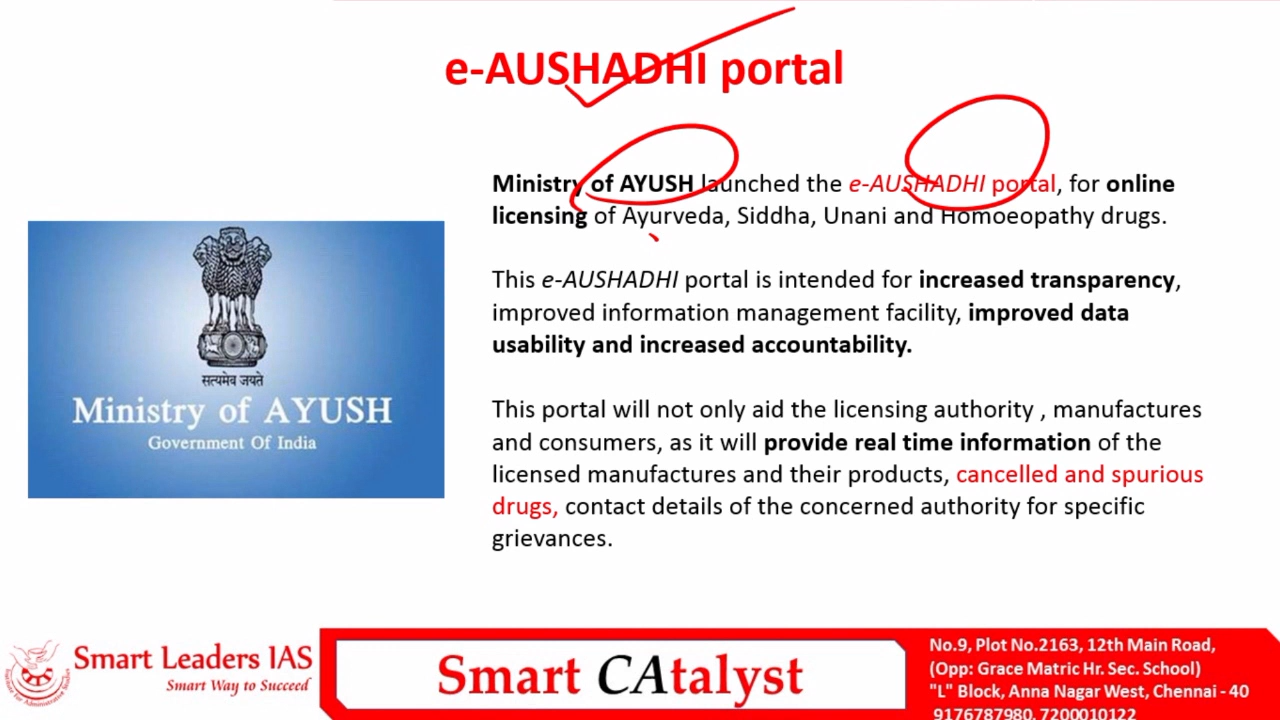 e-AUSHADHI portal
Ministry of AYUSH launched the e-AUSHADHI portal, for online
licensing of Ayurveda, Siddha, Unani and Homoeopathy drugs.
This e-AUSHADHI portal is intended for increased transparency,
improved information management facility, improved data
usability and increased accountability.
This portal will not only aid the licensing authority , manufactures
and consumers, as it will provide real time information of the
licensed manufactures and their products, cancelled and spurious
drugs, contact details of the concerned authority for specific
grievances.
सत्यमेव जयते
Ministry of AYUSH
Government Of India
Smart Leaders IAS
Smart Way to Succeed
Smart CAtalyst
No.9, Plot No.2163, 12th Main Road,
(Opp: Grace Matric Hr. Sec. School)
"L" Block, Anna Nagar West, Chennai - 40
9176787980, 7200010122